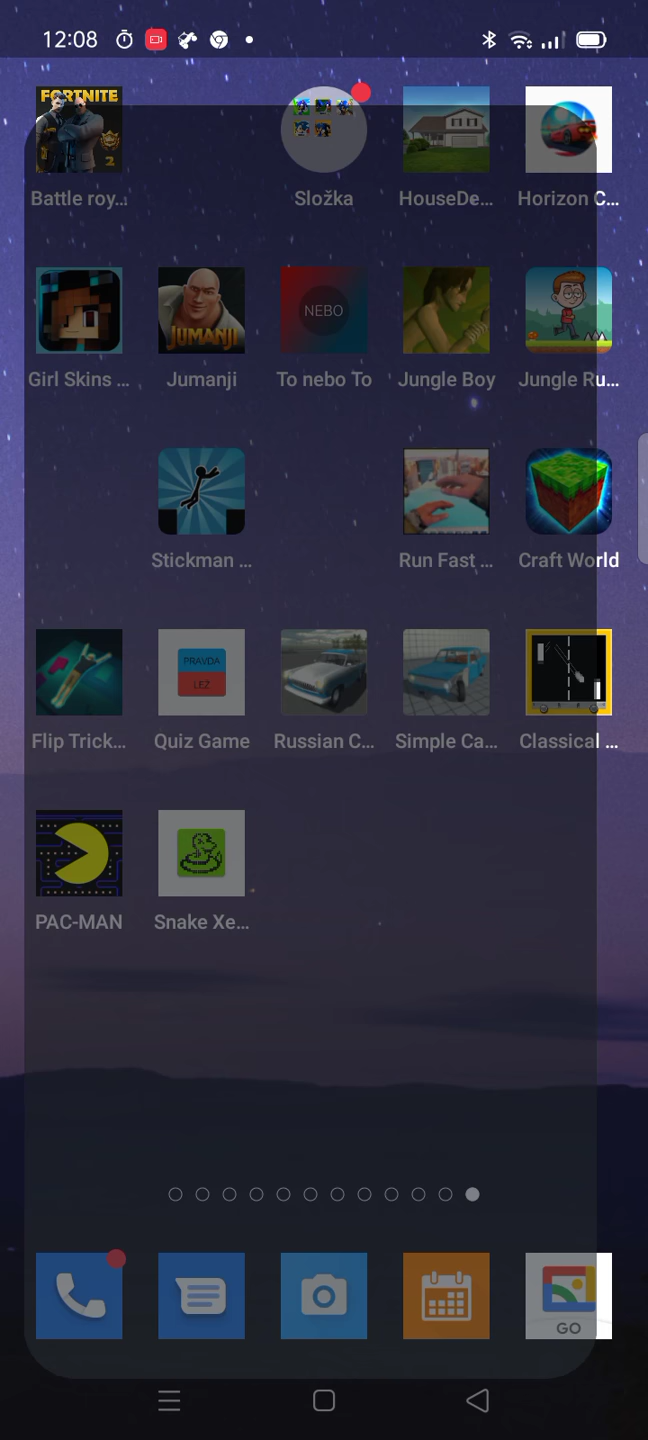 12:08
FORTNITE
2
Battle roy...
Složka
HouseDe...
Horizon C...
JUMANJI
NEBO
Girl Skins ...
Jumanji
To nebo To
Jungle Boy
Jungle Ru...
Stickman ...
Run Fast ...
Craft World
PRAVDA
LEŽ
Flip Trick...
Quiz Game
Russian C...
Simple Ca...
Classical ...
PAC-MAN
Snake Xe...
GO